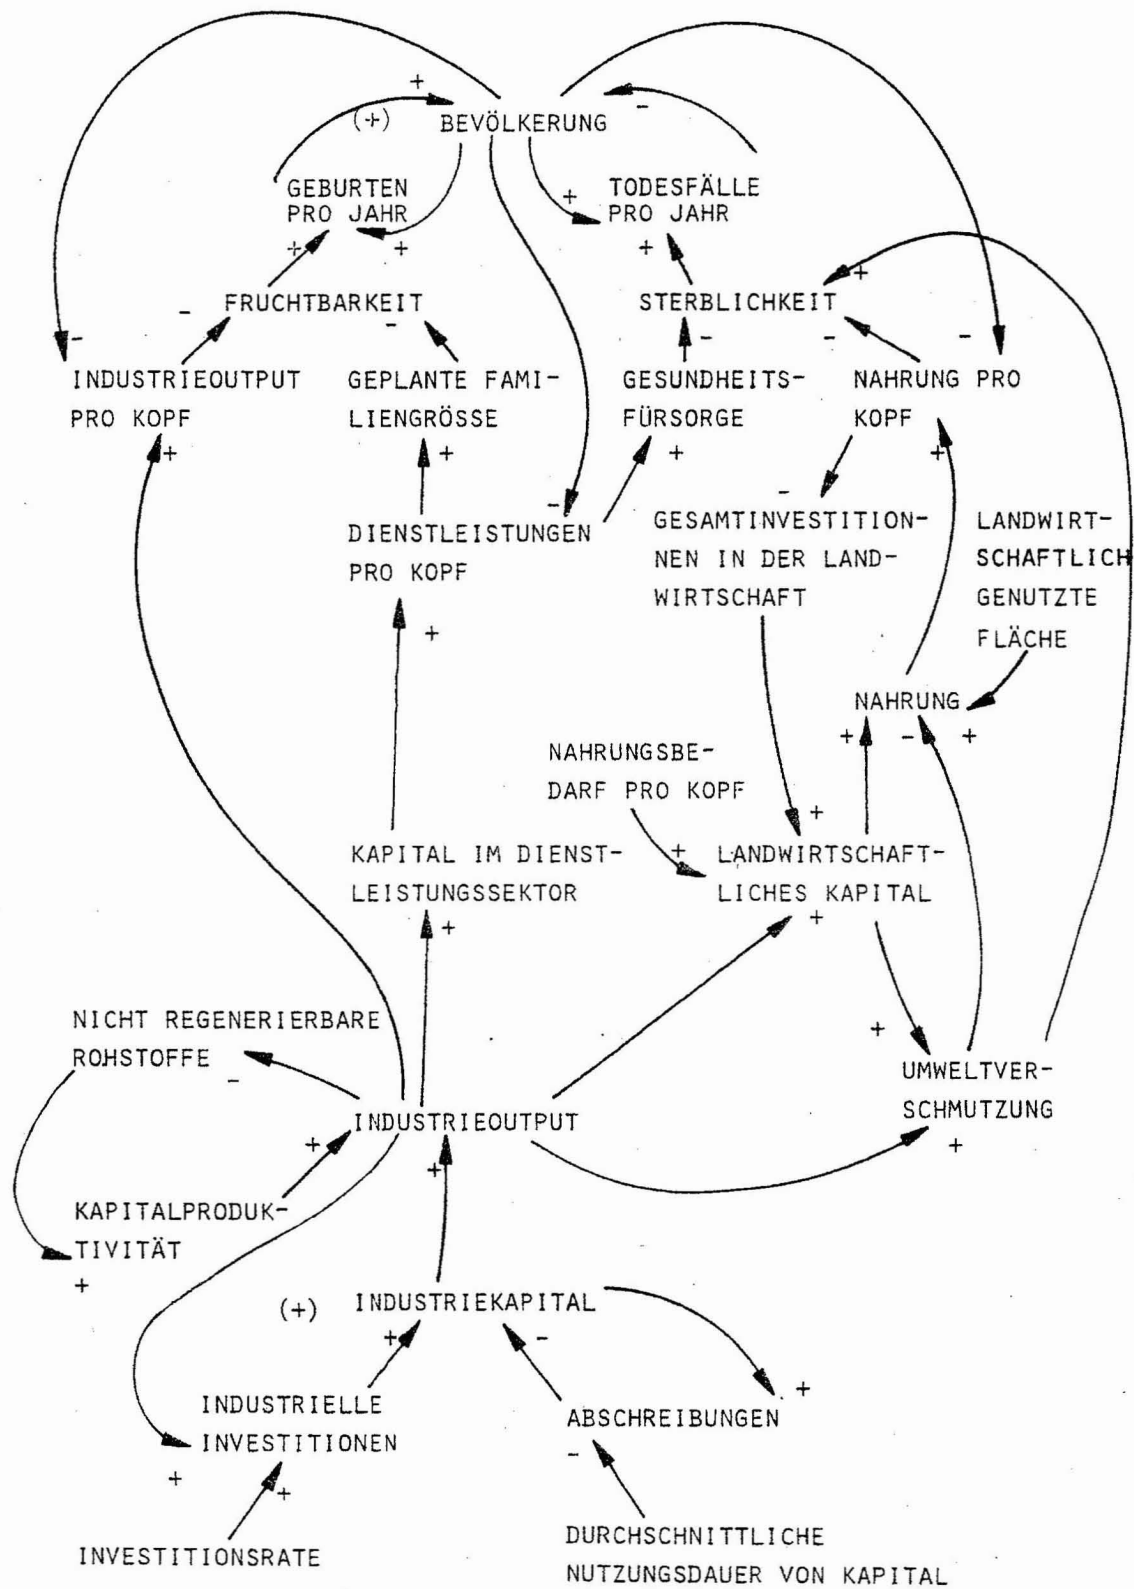 +
(+) BEVÖLKERUNG -
GEBURTEN
PRO JAHR
+ +
TODESFÄLLE
PRO JAHR
+ +
FRUCHTBARKEIT
- -
STERBLICHKEIT
+ - - -
- INDUSTRIEOUTPUT
PRO KOPF
+
GEPLANTE FAMI-
LIENGRÖSSE
+
GESUNDHEITS-
FÜRSORGE
+
NAHRUNG PRO
KOPF
+
-
DIENSTLEISTUNGEN
PRO KOPF
+
-
GESAMTINVESTITION-
NEN IN DER LAND-
WIRTSCHAFT
LANDWIRT-
SCHAFTLICH
GENUTZTE
FLÄCHE
NAHRUNG
+ - +
NAHRUNGSBE-
DARF PRO KOPF
+
KAPITAL IM DIENST-
LEISTUNGSSEKTOR
+
+ LANDWIRTSCHAFT-
LICHES KAPITAL
+
NICHT REGENERIERBARE
ROHSTOFFE
-
+ UMWELTVER-
SCHMUTZUNG
+
INDUSTRIEOUTPUT
+ +
KAPITALPRODUK-
TIVITÄT
+
(+) INDUSTRIEKAPITAL
+ -
INDUSTRIELLE
INVESTITIONEN
+ +
+
ABSCHREIBUNGEN
-
INVESTITIONSRATE
DURCHSCHNITTLICHE
NUTZUNGSDAUER VON KAPITAL